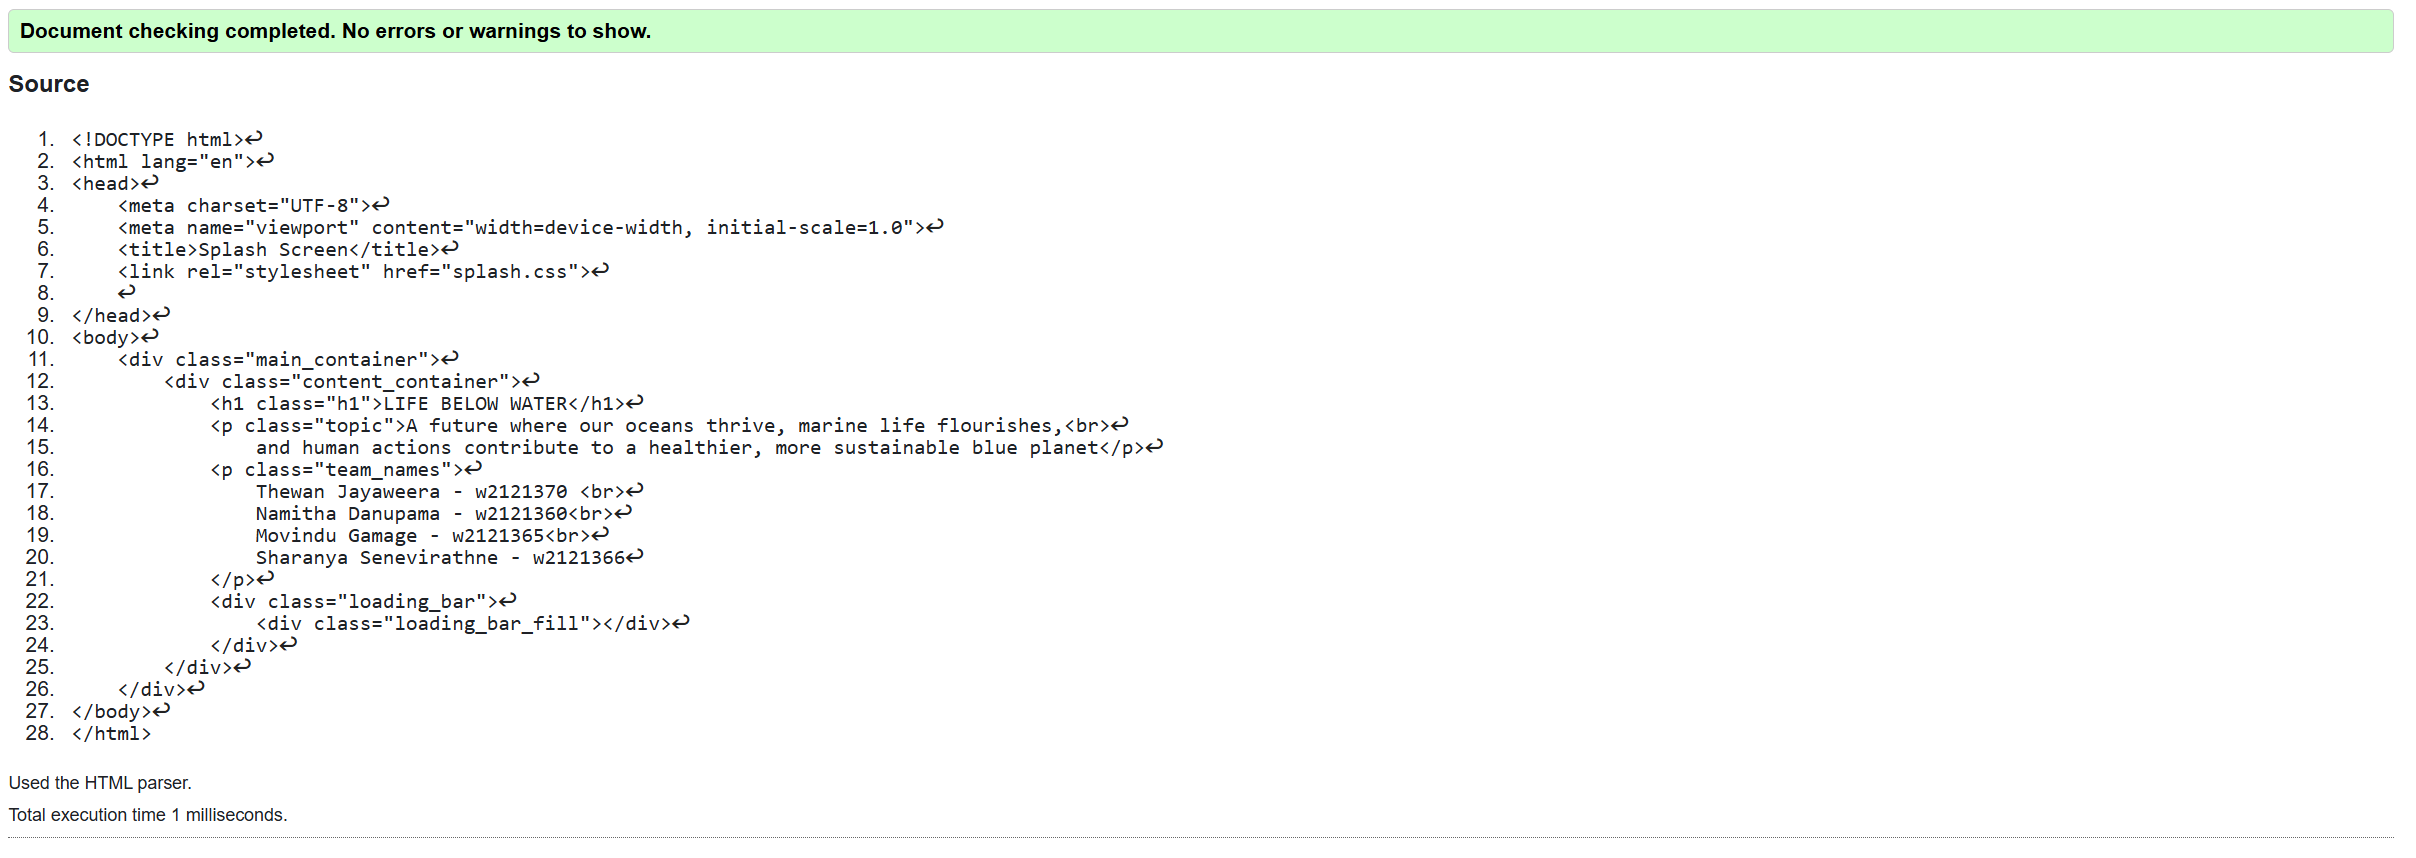 Document checking completed. No errors or warnings to show.
Source
1. <!DOCTYPE html>↩
2. <html lang="en">↩
3. <head>↩
4.     <meta charset="UTF-8">↩
5.     <meta name="viewport" content="width=device-width, initial-scale=1.0">↩
6.     <title>Splash Screen</title>↩
7.     <link rel="stylesheet" href="splash.css">↩
8.     ↩
9. </head>↩
10. <body>↩
11.     <div class="main_container">↩
12.         <div class="content_container">↩
13.             <h1 class="h1">LIFE BELOW WATER</h1>↩
14.             <p class="topic">A future where our oceans thrive, marine life flourishes,<br>↩
15.                 and human actions contribute to a healthier, more sustainable blue planet</p>↩
16.             <p class="team_names">↩
17.                 Thewan Jayaweera - w2121370 <br>↩
18.                 Namitha Danupama - w2121360<br>↩
19.                 Movindu Gamage - w2121365<br>↩
20.                 Sharanya Senevirathne - w2121366↩
21.             </p>↩
22.             <div class="loading_bar">↩
23.                 <div class="loading_bar_fill"></div>↩
24.             </div>↩
25.         </div>↩
26.     </div>↩
27. </body>↩
28. </html>
Used the HTML parser.
Total execution time 1 milliseconds.